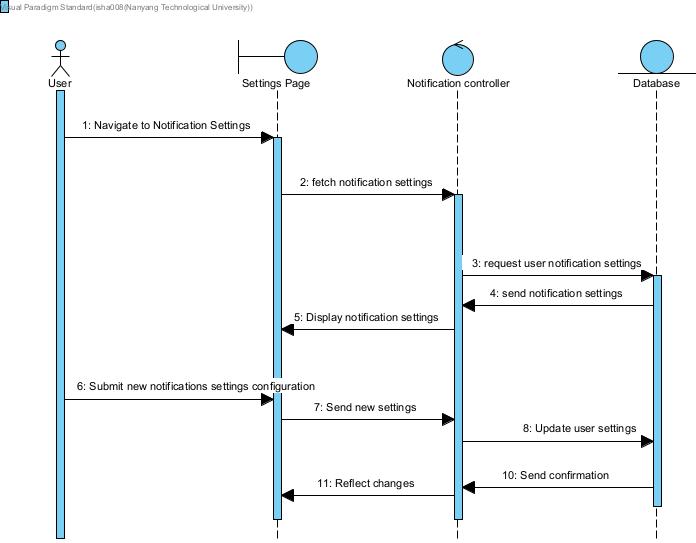 Visual Paradigm Standard(isha008(Nanyang Technological University))
User
Settings Page
Notification controller
Database
1: Navigate to Notification Settings
2: fetch notification settings
3: request user notification settings
4: send notification settings
5: Display notification settings
6: Submit new notifications settings configuration
7: Send new settings
8: Update user settings
10: Send confirmation
11: Reflect changes